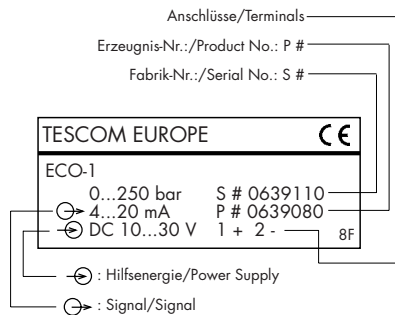 Anschlüsse/Terminals
Erzeugnis-Nr.:/Product No.: P #
Fabrik-Nr.:/Serial No.: S #
TESCOM EUROPE CE
ECO-1
0...250 bar S # 0639110
4...20 mA P # 0639080
DC 10...30 V 1 + 2 - 8F
: Hilfsenergie/Power Supply
: Signal/Signal